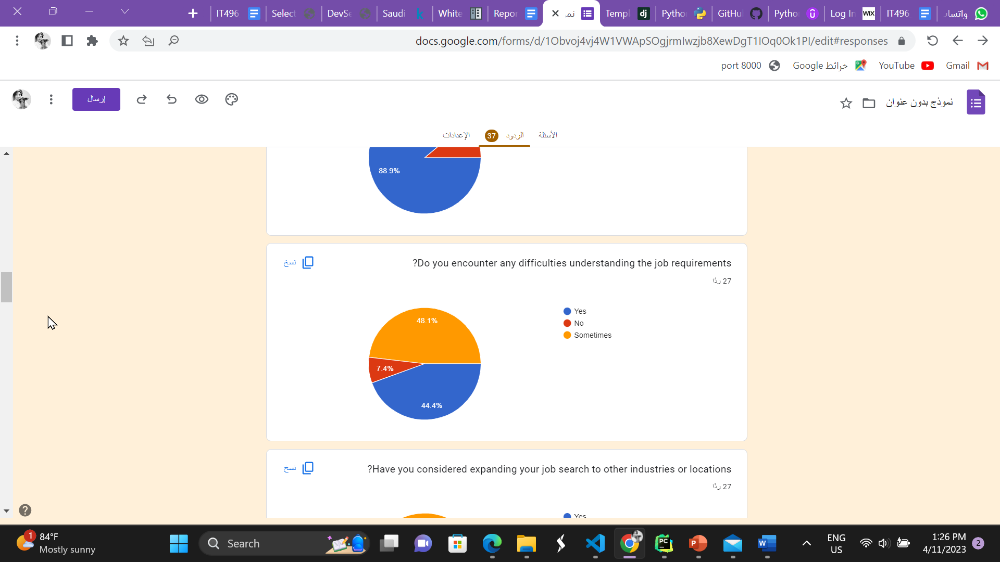 IT496
Select
DevSe
Saudi
White
Repor
نمـ
Templ
Pytho
GitHu
Pytho
Log In
WIX
IT496
واتساب
docs.google.com/forms/d/1Obvoj4vj4W1VWApSOgjrmIwzjb8XewDgT1IOq0Ok1PI/edit#responses
port 8000
خرائط Google
YouTube
Gmail
إرسال
نموذج بدون عنوان
الأسئلة
الردود 37
الإعدادات
88.9%
?Do you encounter any difficulties understanding the job requirements
نسخ
27 ردًا
Yes
No
Sometimes
48.1%
7.4%
44.4%
?Have you considered expanding your job search to other industries or locations
نسخ
27 ردًا
Yes
1
84°F
Mostly sunny
Search
ENG
US
1:26 PM
4/11/2023
2